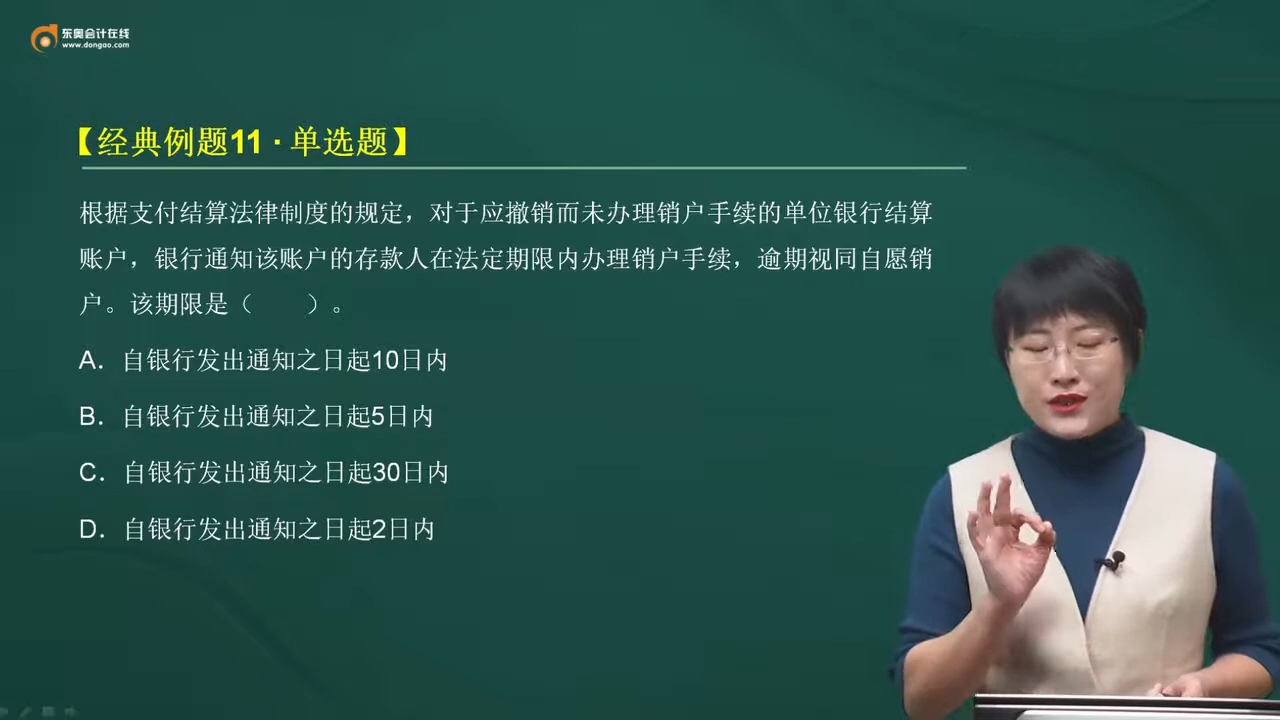 东奥会计在线
www.dongao.com
【经典例题11·单选题】
根据支付结算法律制度的规定，对于应撤销而未办理销户手续的单位银行结算
账户，银行通知该账户的存款人在法定期限内办理销户手续，逾期视同自愿销
户。该期限是（　　）。
A．自银行发出通知之日起10日内
B．自银行发出通知之日起5日内
C．自银行发出通知之日起30日内
D．自银行发出通知之日起2日内